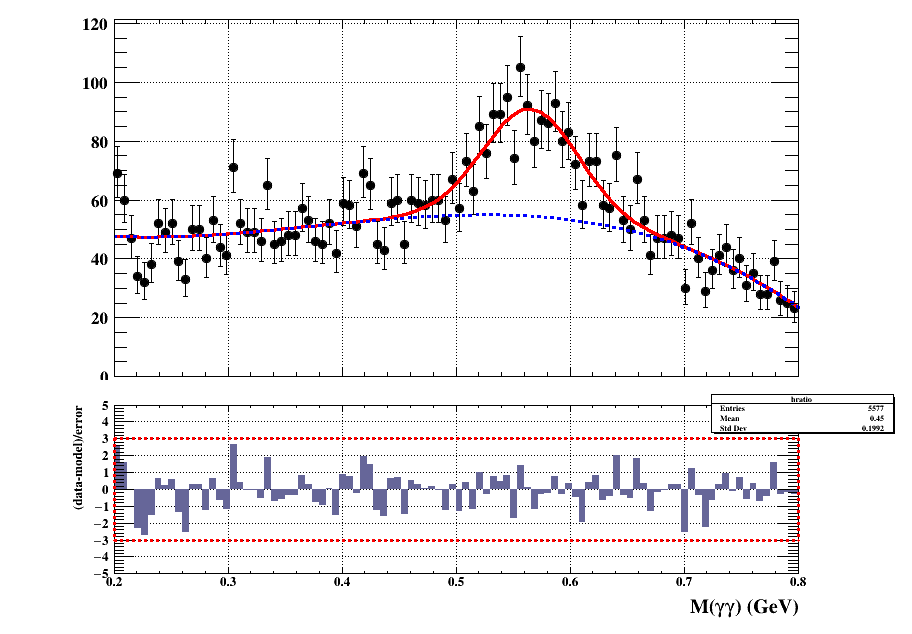 120
100
80
60
40
20
0
hratio
Entries 5577
Mean 0.45
Std Dev 0.1992
(data-model)/error
5
4
3
2
1
0
−1
−2
−3
−4
−5
0.2 0.3 0.4 0.5 0.6 0.7 0.8
M(γγ) (GeV)